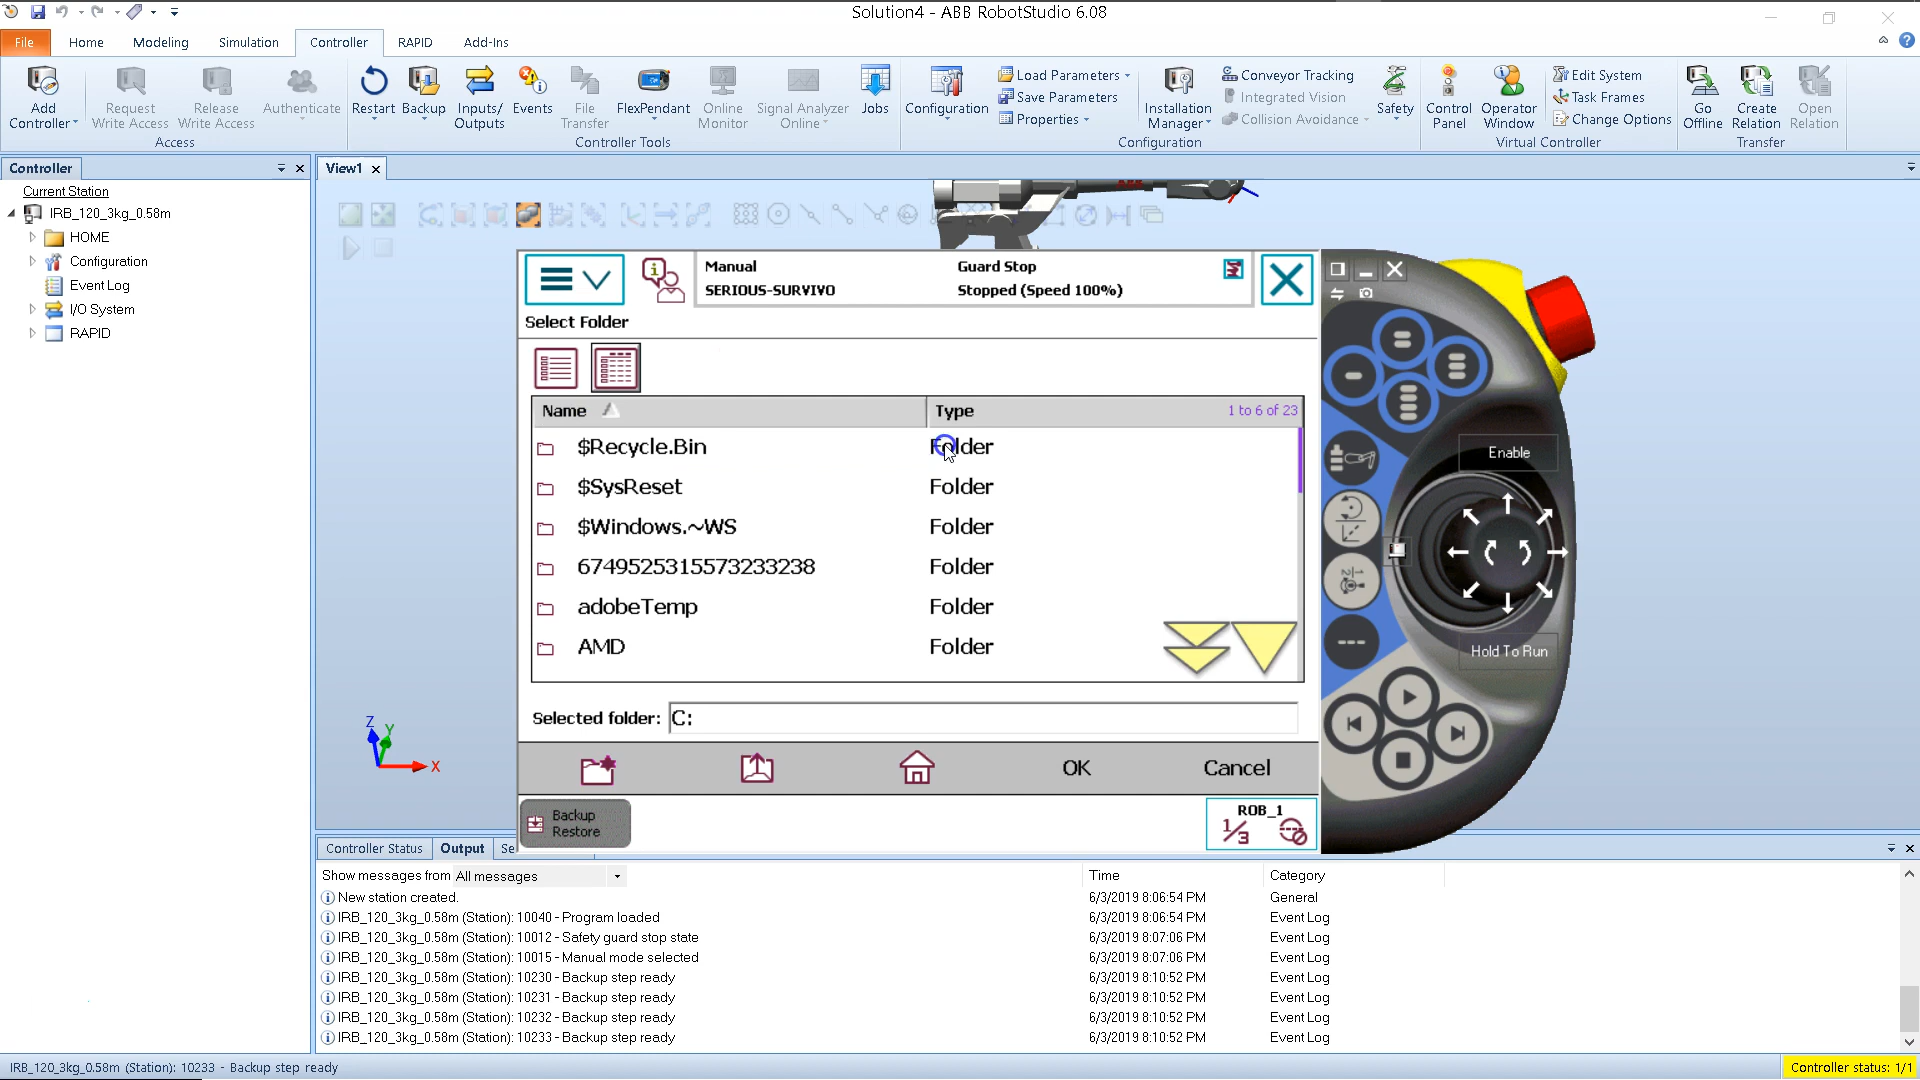 Solution4 - ABB RobotStudio 6.08
File Home Modeling Simulation Controller RAPID Add-Ins
Add Controller
Request Write Access
Release Write Access
Authenticate
Access
Restart
Backup
Inputs/ Outputs
Events
File Transfer
FlexPendant
Online Monitor
Signal Analyzer Online
Jobs
Controller Tools
Configuration
Load Parameters
Save Parameters
Properties
Installation Manager
Conveyor Tracking
Integrated Vision
Collision Avoidance
Safety
Configuration
Control Panel
Operator Window
Edit System
Task Frames
Change Options
Virtual Controller
Go Offline
Create Relation
Open Relation
Transfer
Controller
Current Station
IRB_120_3kg_0.58m
HOME
Configuration
Event Log
I/O System
RAPID
View1
Manual
SERIOUS-SURVIVO
Guard Stop
Stopped (Speed 100%)
Select Folder
Name Type 1 to 6 of 23
$Recycle.Bin Folder
$SysReset Folder
$Windows.~WS Folder
6749525315573233238 Folder
adobeTemp Folder
AMD Folder
Selected folder: C:
OK Cancel
Backup Restore
ROB_1
1/3
Enable
Hold To Run
Z
Y
X
Controller Status Output Se
Show messages from All messages Time Category
New station created. 6/3/2019 8:06:54 PM General
IRB_120_3kg_0.58m (Station): 10040 - Program loaded 6/3/2019 8:06:54 PM Event Log
IRB_120_3kg_0.58m (Station): 10012 - Safety guard stop state 6/3/2019 8:07:06 PM Event Log
IRB_120_3kg_0.58m (Station): 10015 - Manual mode selected 6/3/2019 8:07:06 PM Event Log
IRB_120_3kg_0.58m (Station): 10230 - Backup step ready 6/3/2019 8:10:52 PM Event Log
IRB_120_3kg_0.58m (Station): 10231 - Backup step ready 6/3/2019 8:10:52 PM Event Log
IRB_120_3kg_0.58m (Station): 10232 - Backup step ready 6/3/2019 8:10:52 PM Event Log
IRB_120_3kg_0.58m (Station): 10233 - Backup step ready 6/3/2019 8:10:52 PM Event Log
IRB_120_3kg_0.58m (Station): 10233 - Backup step ready
Controller status: 1/1